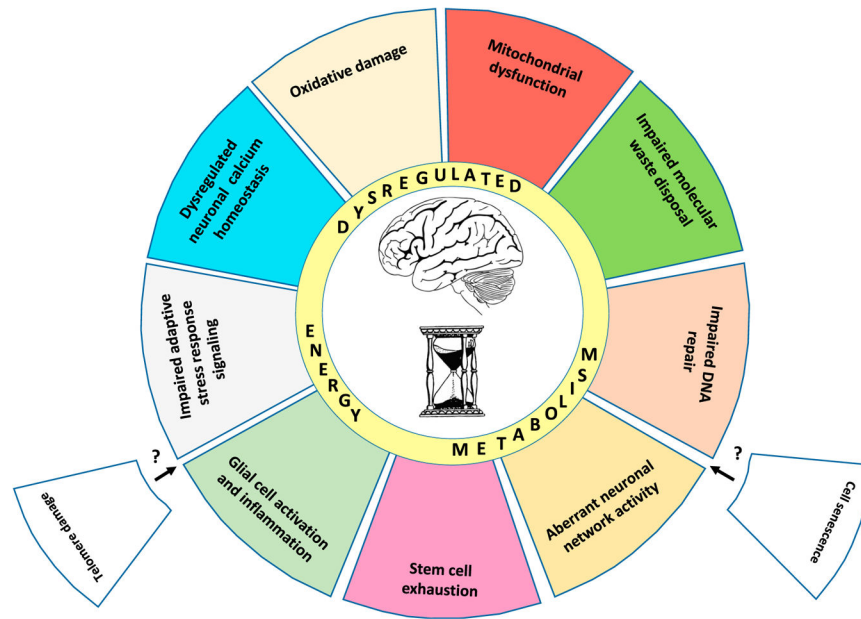 Oxidative damage
Mitochondrial
dysfunction
Impaired molecular
waste disposal
Impaired DNA
repair
Aberrant neuronal
network activity
Stem cell
exhaustion
Glial cell activation
and inflammation
Impaired adaptive
stress response
signaling
Dysregulated
neuronal calcium
homeostasis
DYSREGULATED
ENERGY
METABOLISM
?
Telomere damage
?
Cell senescence